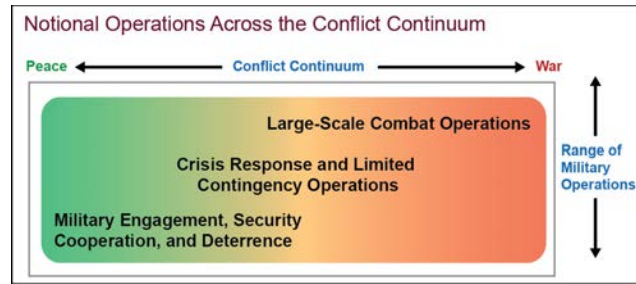 Notional Operations Across the Conflict Continuum
Peace Conflict Continuum War
Large-Scale Combat Operations
Crisis Response and Limited
Contingency Operations
Military Engagement, Security
Cooperation, and Deterrence
Range of
Military
Operations